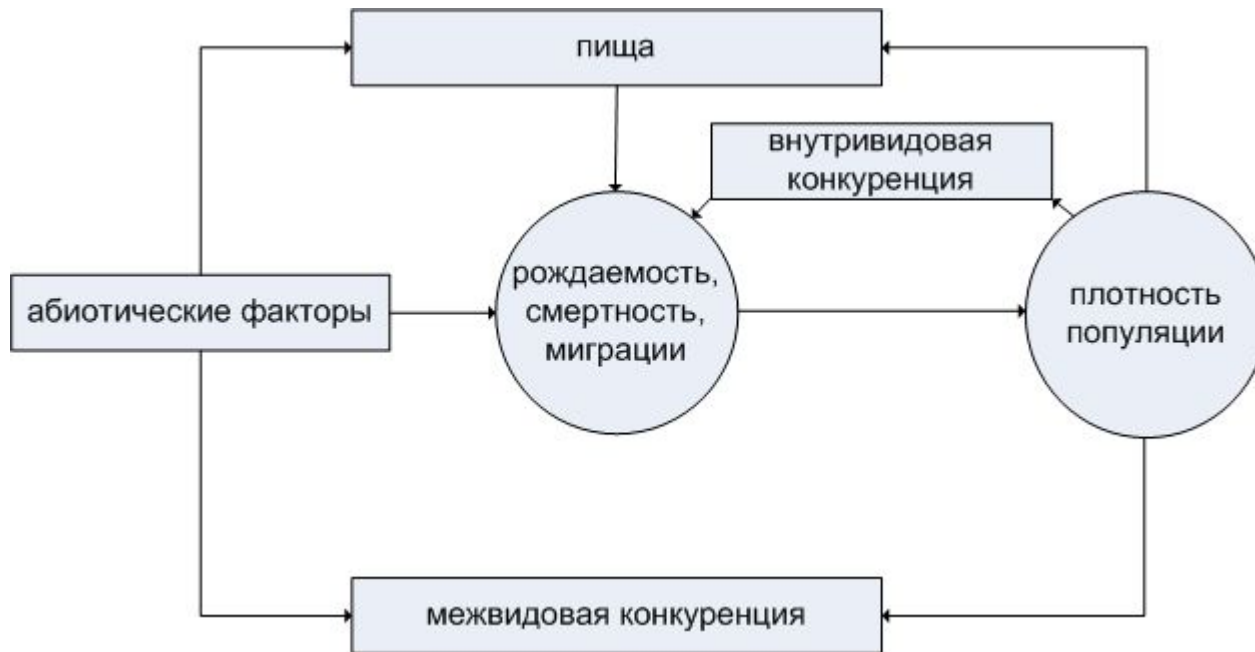 пища
внутривидовая
конкуренция
абиотические факторы
рождаемость,
смертность,
миграции
плотность
популяции
межвидовая конкуренция